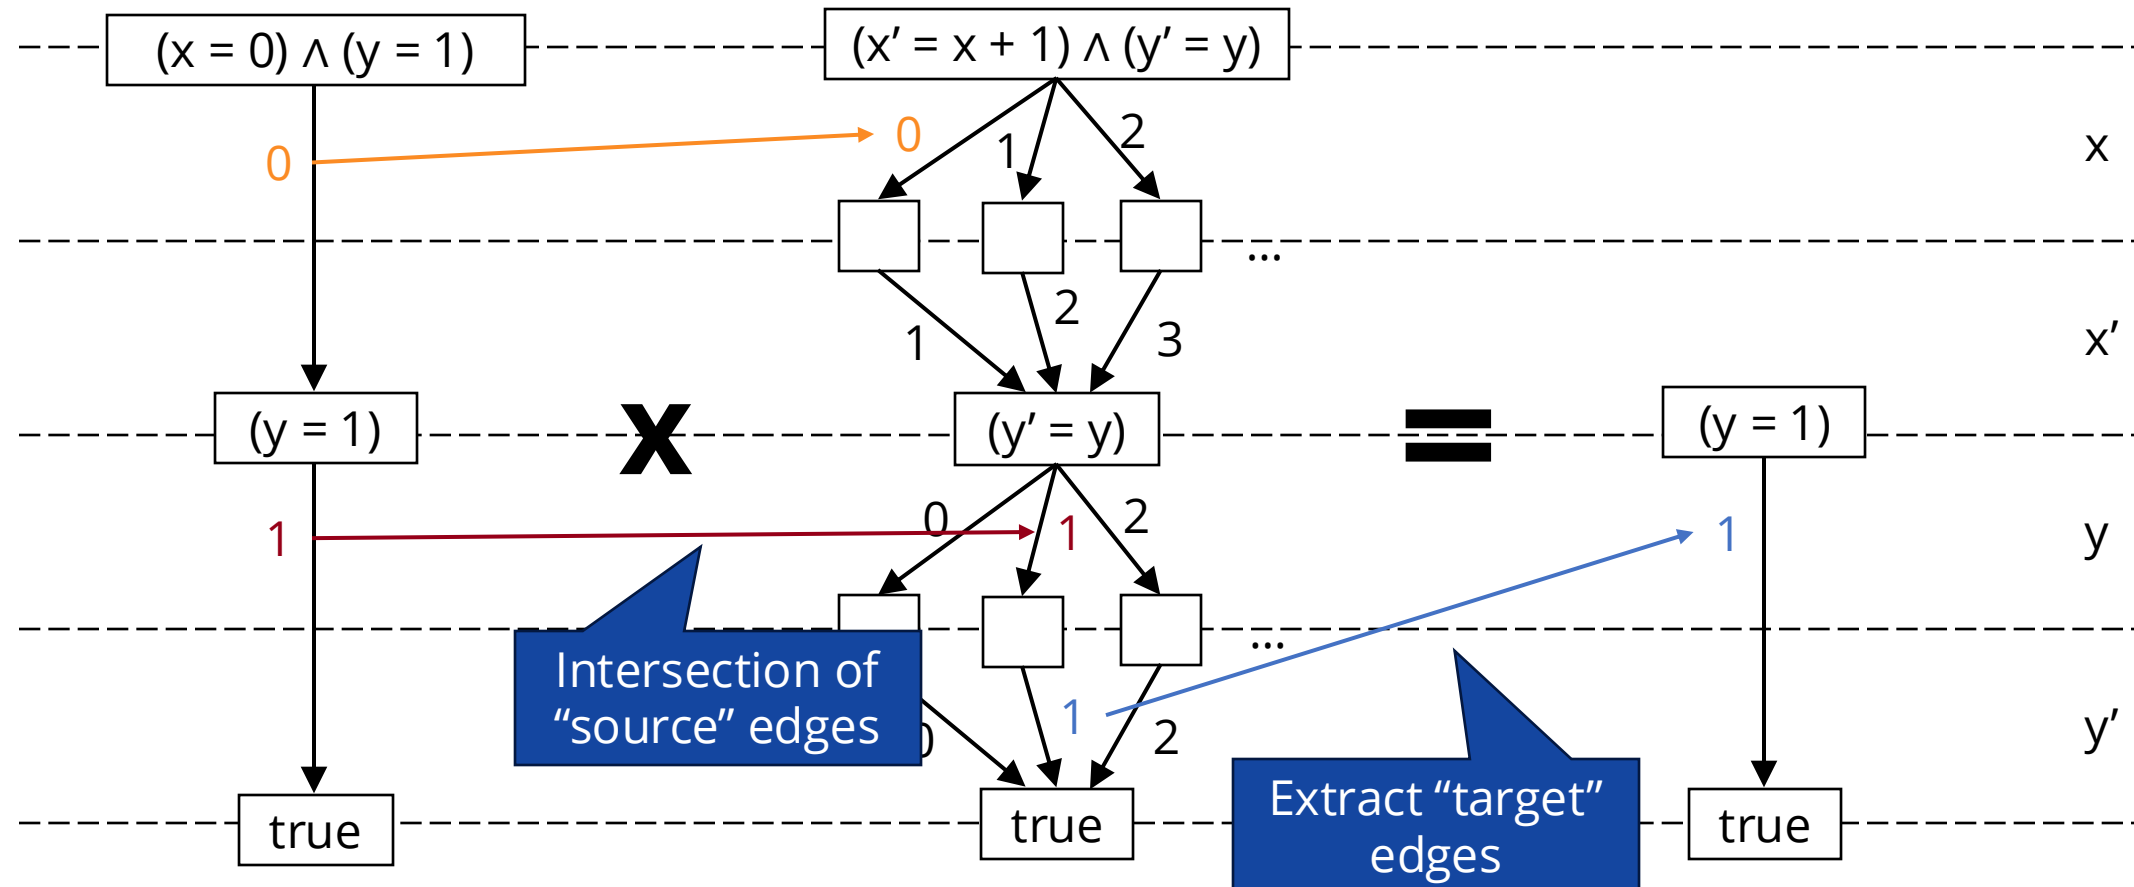 (x = 0) ∧ (y = 1)
(x’ = x + 1) ∧ (y’ = y)
0
0
1
2
x
...
1
2
3
x’
(y = 1)
x
(y’ = y)
=
(y = 1)
1
0
1
2
1
y
...
Intersection of
“source” edges
0
1
2
y’
true
true
Extract “target”
edges
true